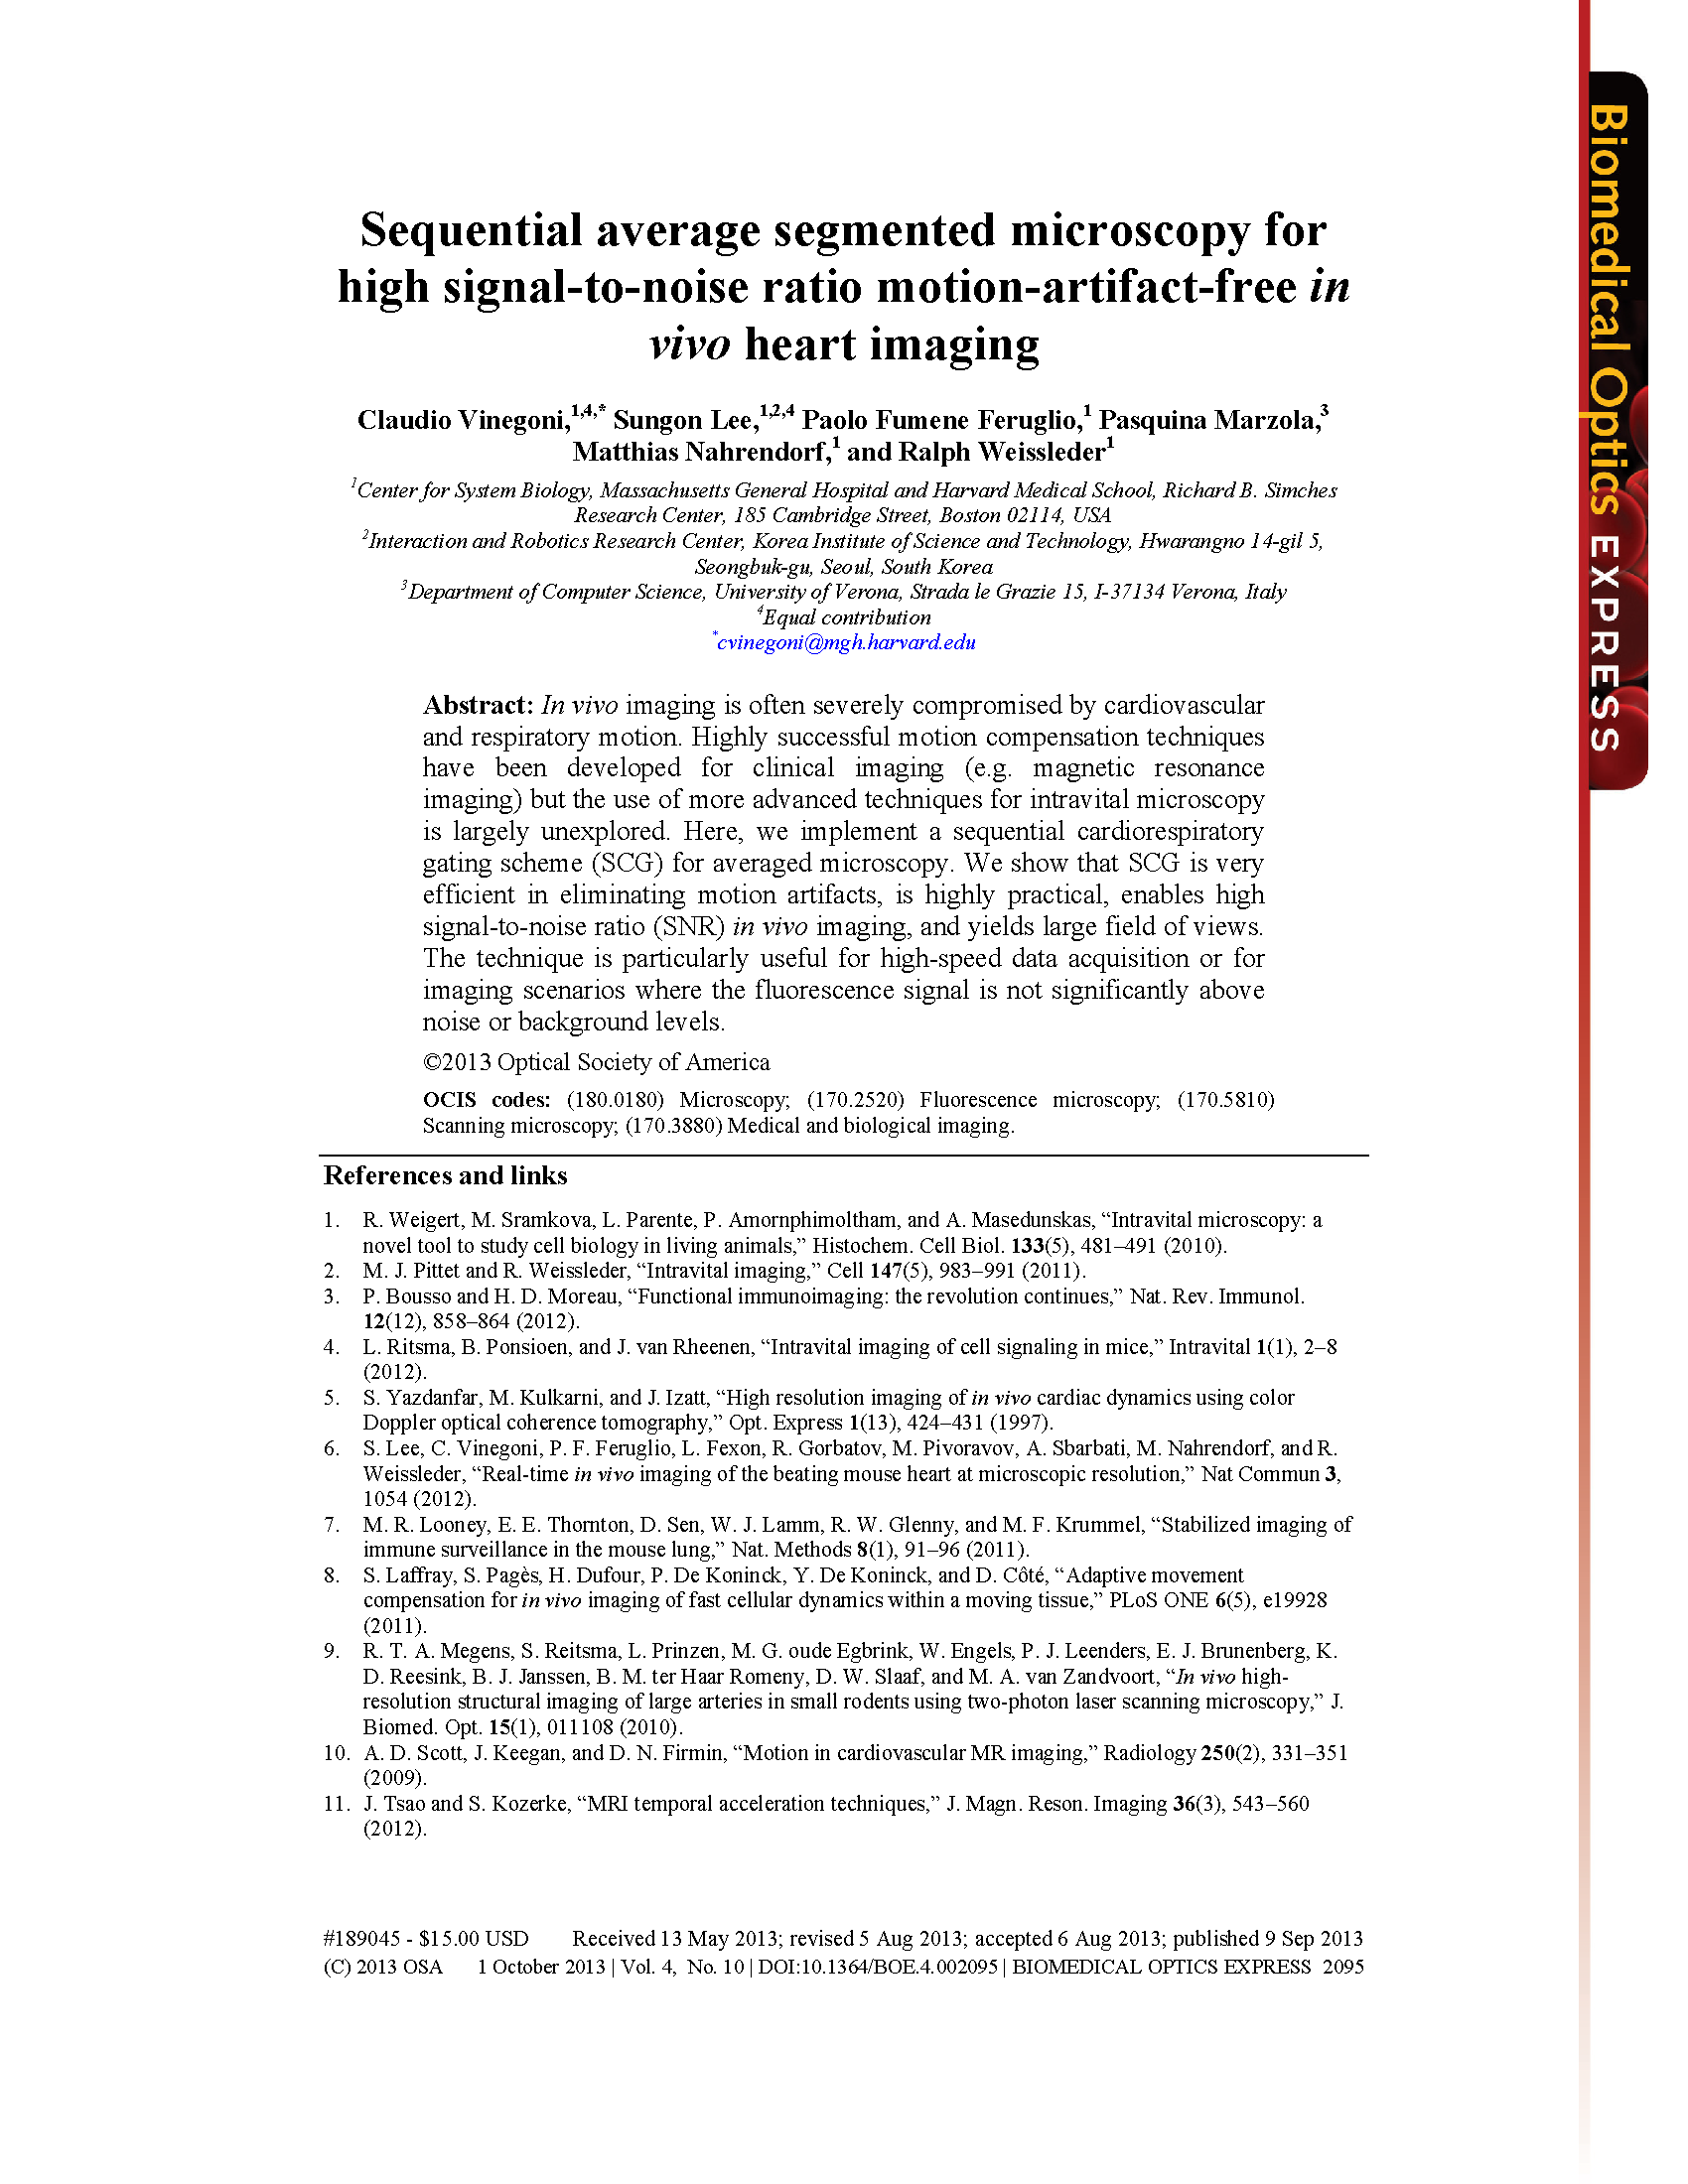 Sequential average segmented microscopy for
high signal-to-noise ratio motion-artifact-free in
vivo heart imaging
Claudio Vinegoni,1,4,* Sungon Lee,1,2,4 Paolo Fumene Feruglio,1 Pasquina Marzola,3
Matthias Nahrendorf,1 and Ralph Weissleder1
1Center for System Biology, Massachusetts General Hospital and Harvard Medical School, Richard B. Simches
Research Center, 185 Cambridge Street, Boston 02114, USA
2Interaction and Robotics Research Center, Korea Institute of Science and Technology, Hwarangno 14-gil 5,
Seongbuk-gu, Seoul, South Korea
3Department of Computer Science, University of Verona, Strada le Grazie 15, I-37134 Verona, Italy
4Equal contribution
*cvinegoni@mgh.harvard.edu
Abstract: In vivo imaging is often severely compromised by cardiovascular
and respiratory motion. Highly successful motion compensation techniques
have been developed for clinical imaging (e.g. magnetic resonance
imaging) but the use of more advanced techniques for intravital microscopy
is largely unexplored. Here, we implement a sequential cardiorespiratory
gating scheme (SCG) for averaged microscopy. We show that SCG is very
efficient in eliminating motion artifacts, is highly practical, enables high
signal-to-noise ratio (SNR) in vivo imaging, and yields large field of views.
The technique is particularly useful for high-speed data acquisition or for
imaging scenarios where the fluorescence signal is not significantly above
noise or background levels.
©2013 Optical Society of America
OCIS codes: (180.0180) Microscopy; (170.2520) Fluorescence microscopy; (170.5810)
Scanning microscopy; (170.3880) Medical and biological imaging.
References and links
1. R. Weigert, M. Sramkova, L. Parente, P. Amornphimoltham, and A. Masedunskas, “Intravital microscopy: a
novel tool to study cell biology in living animals,” Histochem. Cell Biol. 133(5), 481–491 (2010).
2. M. J. Pittet and R. Weissleder, “Intravital imaging,” Cell 147(5), 983–991 (2011).
3. P. Bousso and H. D. Moreau, “Functional immunoimaging: the revolution continues,” Nat. Rev. Immunol.
12(12), 858–864 (2012).
4. L. Ritsma, B. Ponsioen, and J. van Rheenen, “Intravital imaging of cell signaling in mice,” Intravital 1(1), 2–8
(2012).
5. S. Yazdanfar, M. Kulkarni, and J. Izatt, “High resolution imaging of in vivo cardiac dynamics using color
Doppler optical coherence tomography,” Opt. Express 1(13), 424–431 (1997).
6. S. Lee, C. Vinegoni, P. F. Feruglio, L. Fexon, R. Gorbatov, M. Pivoravov, A. Sbarbati, M. Nahrendorf, and R.
Weissleder, “Real-time in vivo imaging of the beating mouse heart at microscopic resolution,” Nat Commun 3,
1054 (2012).
7. M. R. Looney, E. E. Thornton, D. Sen, W. J. Lamm, R. W. Glenny, and M. F. Krummel, “Stabilized imaging of
immune surveillance in the mouse lung,” Nat. Methods 8(1), 91–96 (2011).
8. S. Laffray, S. Pagès, H. Dufour, P. De Koninck, Y. De Koninck, and D. Côté, “Adaptive movement
compensation for in vivo imaging of fast cellular dynamics within a moving tissue,” PLoS ONE 6(5), e19928
(2011).
9. R. T. A. Megens, S. Reitsma, L. Prinzen, M. G. oude Egbrink, W. Engels, P. J. Leenders, E. J. Brunenberg, K.
D. Reesink, B. J. Janssen, B. M. ter Haar Romeny, D. W. Slaaf, and M. A. van Zandvoort, “In vivo high-
resolution structural imaging of large arteries in small rodents using two-photon laser scanning microscopy,” J.
Biomed. Opt. 15(1), 011108 (2010).
10. A. D. Scott, J. Keegan, and D. N. Firmin, “Motion in cardiovascular MR imaging,” Radiology 250(2), 331–351
(2009).
11. J. Tsao and S. Kozerke, “MRI temporal acceleration techniques,” J. Magn. Reson. Imaging 36(3), 543–560
(2012).
#189045 - $15.00 USD Received 13 May 2013; revised 5 Aug 2013; accepted 6 Aug 2013; published 9 Sep 2013
(C) 2013 OSA 1 October 2013 | Vol. 4, No. 10 | DOI:10.1364/BOE.4.002095 | BIOMEDICAL OPTICS EXPRESS 2095
Biomedical Optics EXPRESS